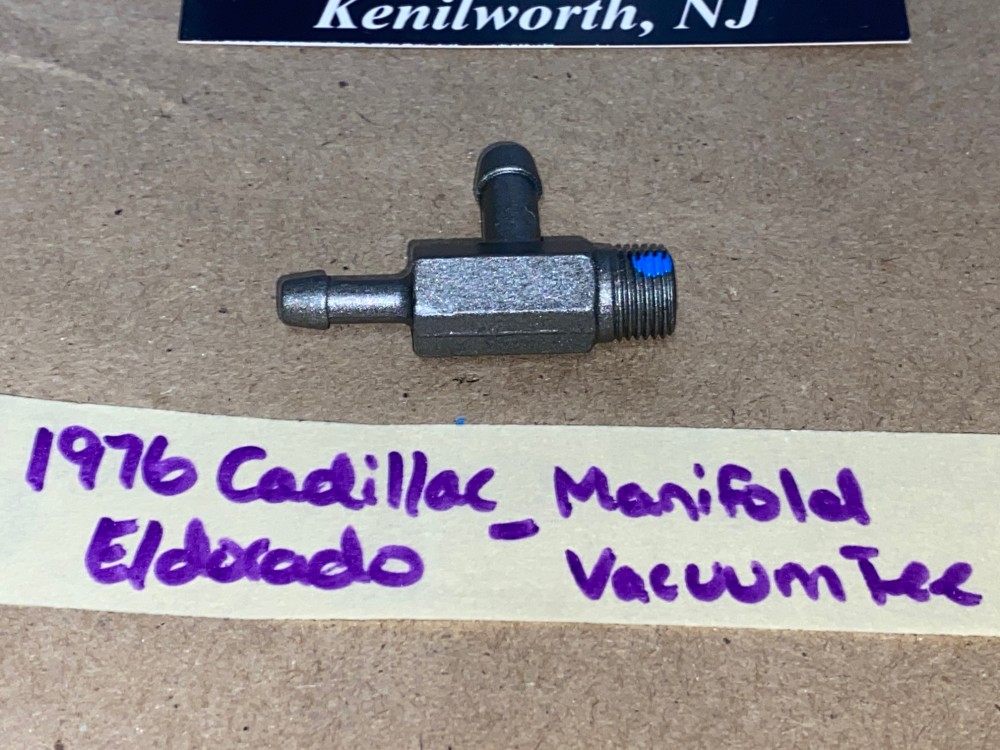 Kenilworth, NJ
1976 Cadillac - Manifold
Eldorado Vacuum Tee